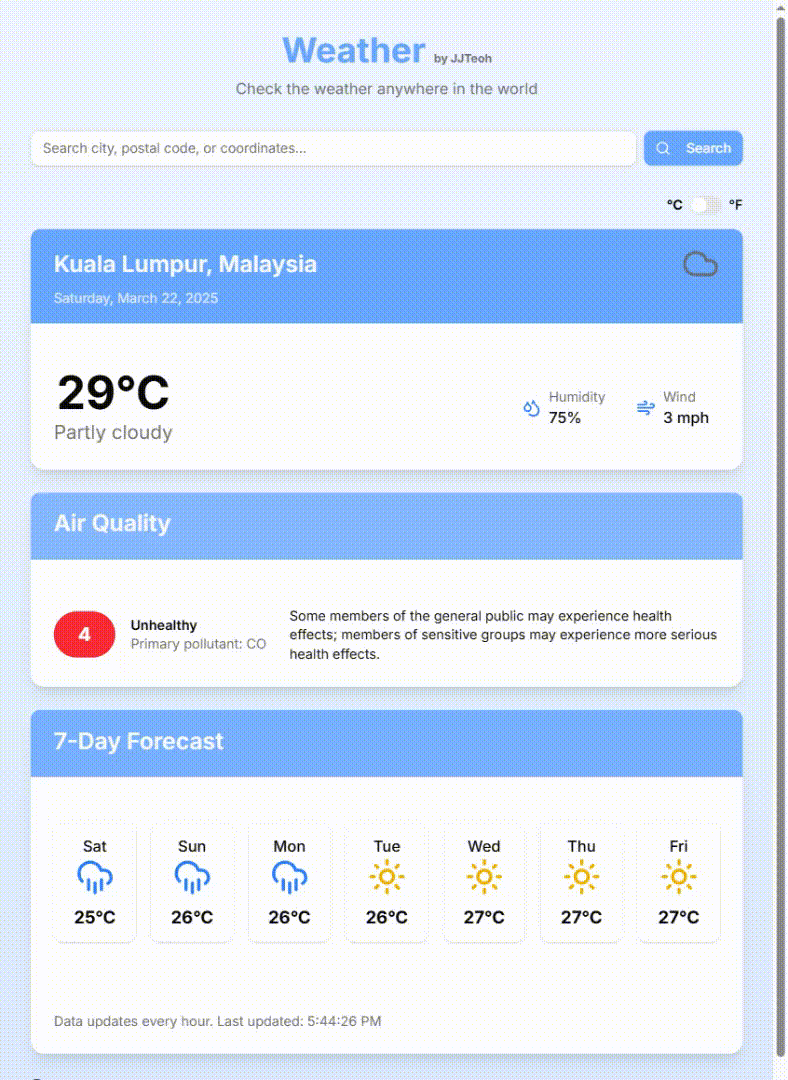 Weather by JJTeoh
Check the weather anywhere in the world
Search city, postal code, or coordinates...
Search
°C °F
Kuala Lumpur, Malaysia
Saturday, March 22, 2025
29°C
Partly cloudy
Humidity
75%
Wind
3 mph
Air Quality
4
Unhealthy
Primary pollutant: CO
Some members of the general public may experience health
effects; members of sensitive groups may experience more serious
health effects.
7-Day Forecast
Sat Sun Mon Tue Wed Thu Fri
25°C 26°C 26°C 26°C 27°C 27°C 27°C
Data updates every hour. Last updated: 5:44:26 PM